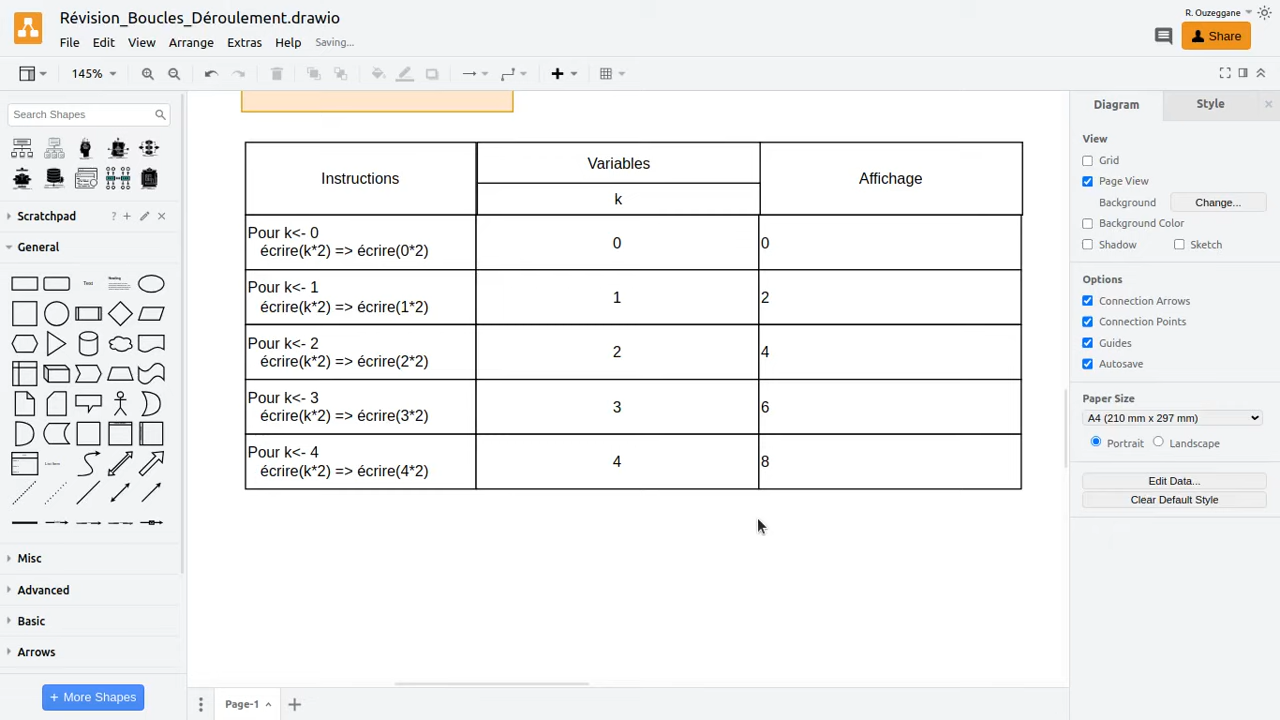 Révision_Boucles_Déroulement.drawio
R. Ouzeggane
File Edit View Arrange Extras Help Saving...
Share
145%
Search Shapes
Scratchpad
?
General
Text
Heading
List Item
Misc
Advanced
Basic
Arrows
+ More Shapes
Instructions
Variables
Affichage
k
Pour k<- 0
écrire(k*2) => écrire(0*2)
0
0
Pour k<- 1
écrire(k*2) => écrire(1*2)
1
2
Pour k<- 2
écrire(k*2) => écrire(2*2)
2
4
Pour k<- 3
écrire(k*2) => écrire(3*2)
3
6
Pour k<- 4
écrire(k*2) => écrire(4*2)
4
8
Page-1
Diagram Style
View
Grid
Page View
Background Change...
Background Color
Shadow Sketch
Options
Connection Arrows
Connection Points
Guides
Autosave
Paper Size
A4 (210 mm x 297 mm)
Portrait Landscape
Edit Data...
Clear Default Style